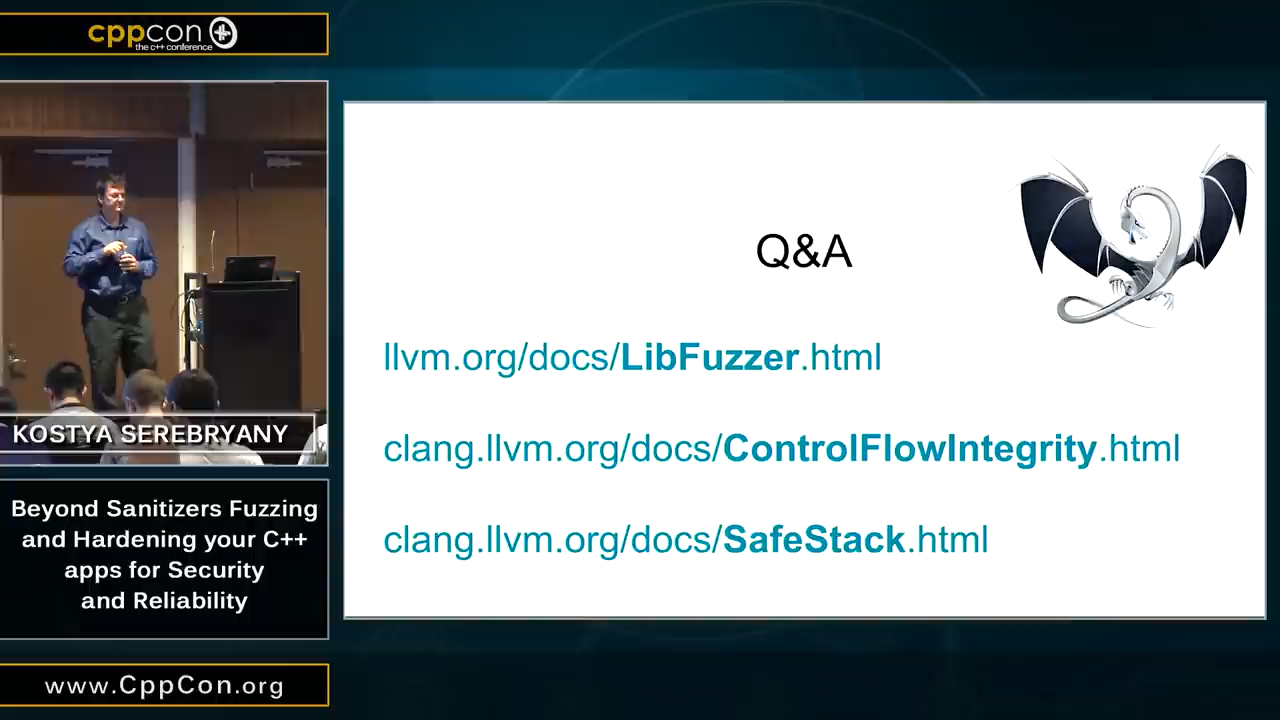 cppcon
the c++ conference
KOSTYA SEREBRYANY
Beyond Sanitizers Fuzzing
and Hardening your C++
apps for Security
and Reliability
www.CppCon.org
Q&A
llvm.org/docs/LibFuzzer.html
clang.llvm.org/docs/ControlFlowIntegrity.html
clang.llvm.org/docs/SafeStack.html